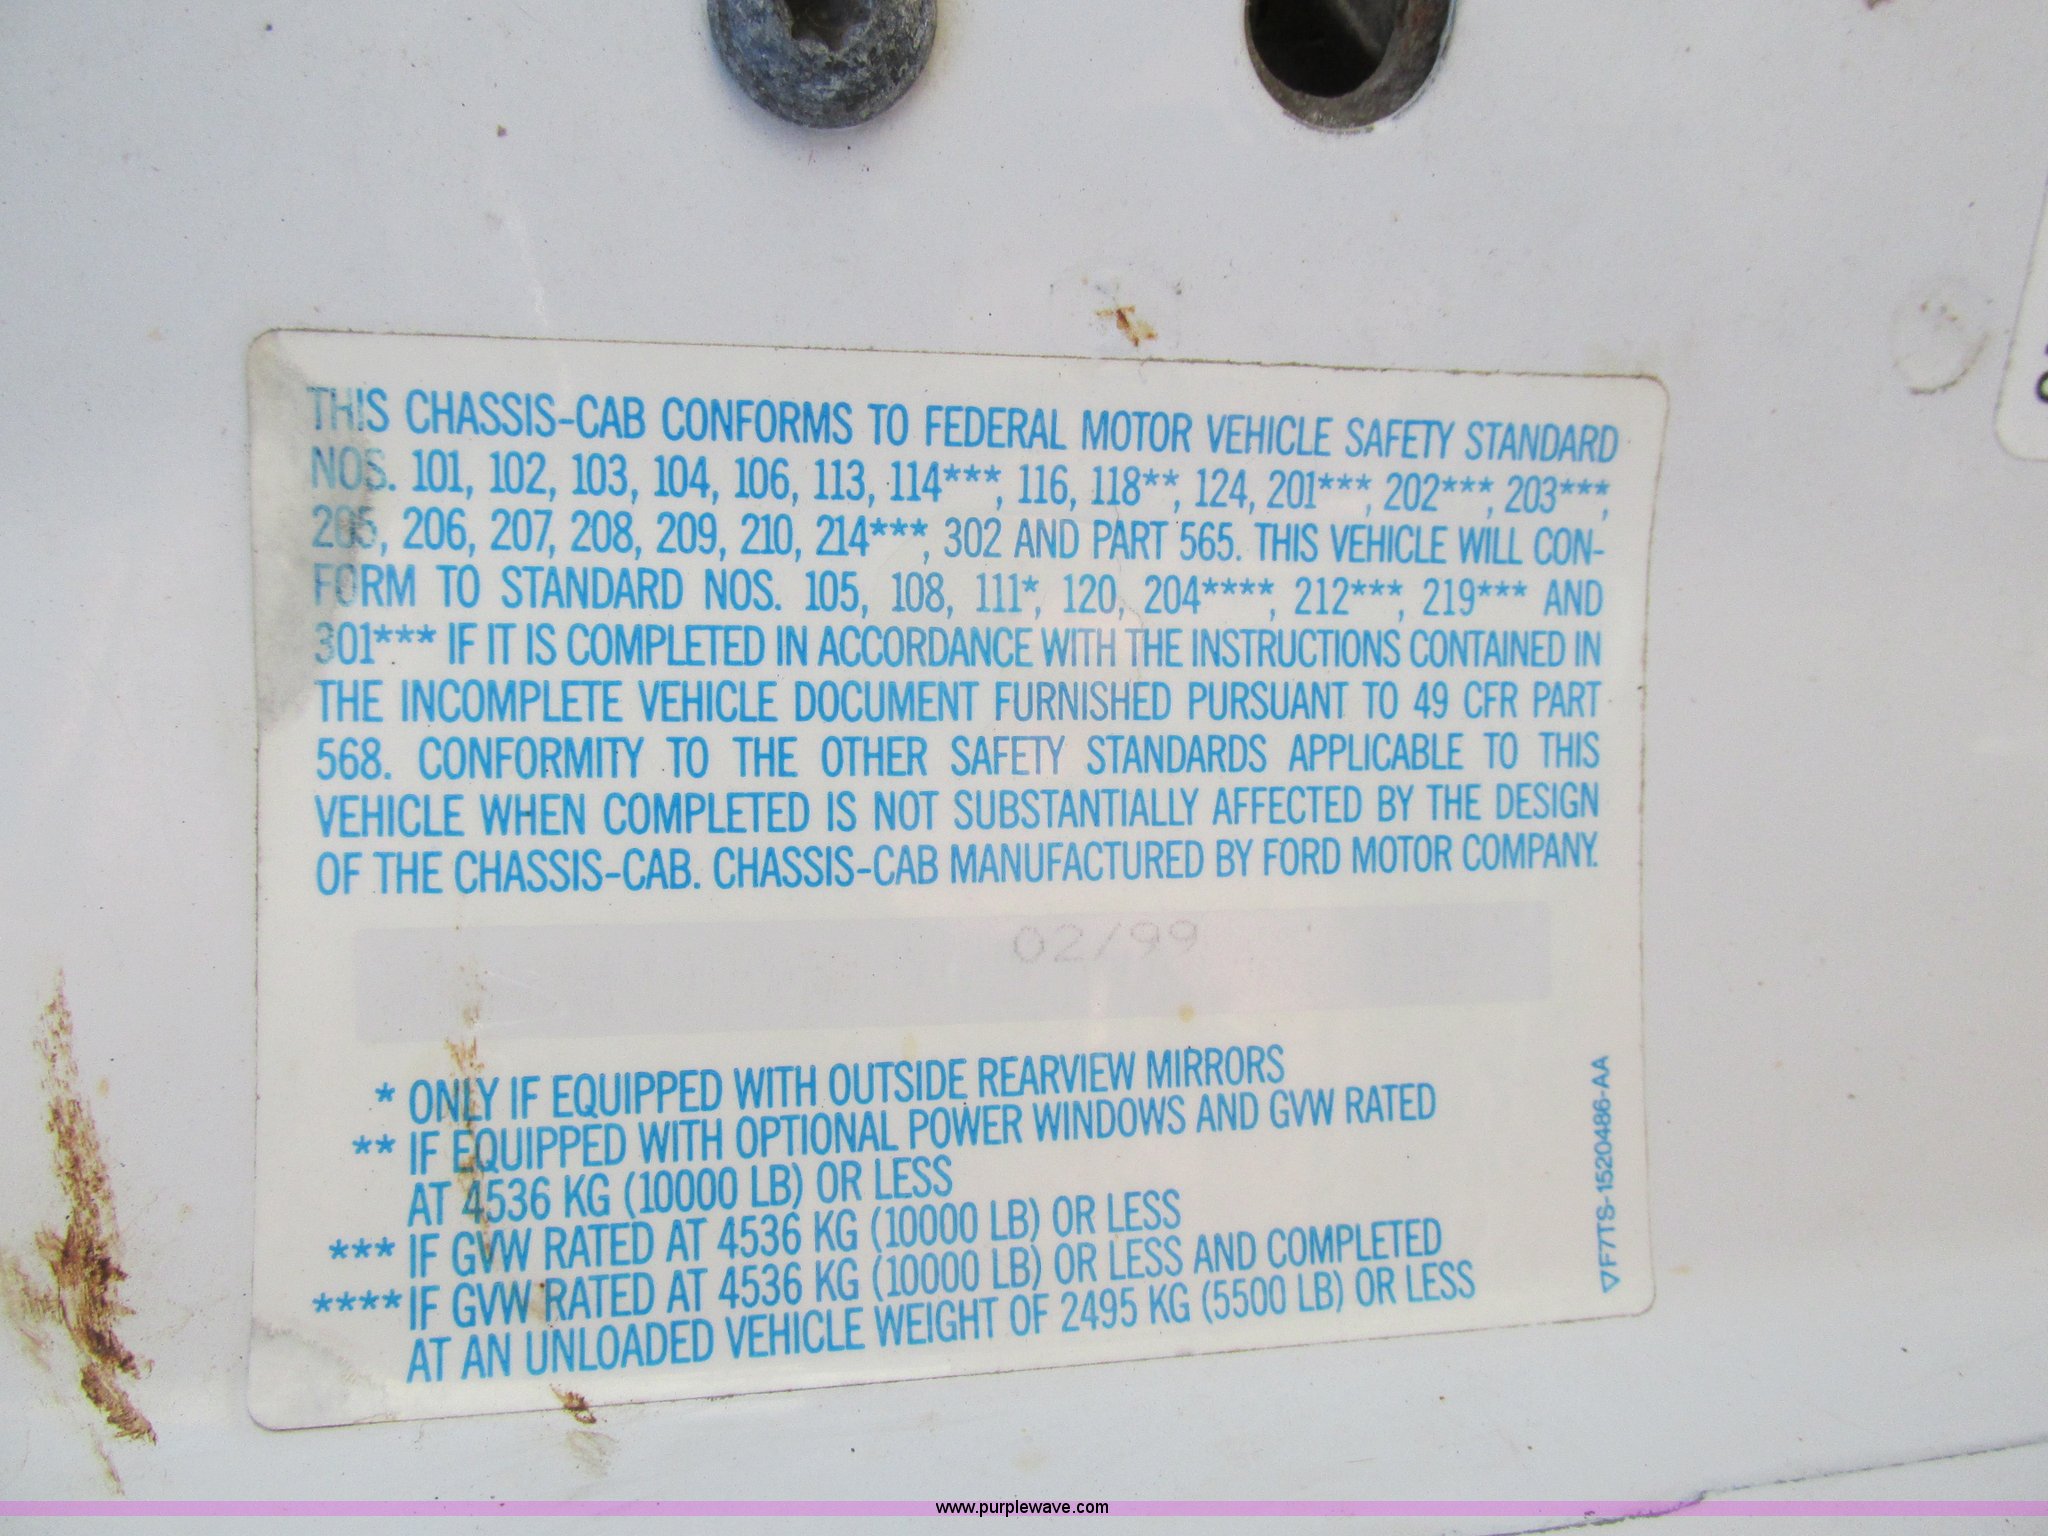 THIS CHASSIS-CAB CONFORMS TO FEDERAL MOTOR VEHICLE SAFETY STANDARD
NOS. 101, 102, 103, 104, 106, 113, 114***, 116, 118**, 124, 201***, 202***, 203***,
205, 206, 207, 208, 209, 210, 214***, 302 AND PART 565. THIS VEHICLE WILL CON-
FORM TO STANDARD NOS. 105, 108, 111*, 120, 204****, 212***, 219*** AND
301*** IF IT IS COMPLETED IN ACCORDANCE WITH THE INSTRUCTIONS CONTAINED IN
THE INCOMPLETE VEHICLE DOCUMENT FURNISHED PURSUANT TO 49 CFR PART
568. CONFORMITY TO THE OTHER SAFETY STANDARDS APPLICABLE TO THIS
VEHICLE WHEN COMPLETED IS NOT SUBSTANTIALLY AFFECTED BY THE DESIGN
OF THE CHASSIS-CAB. CHASSIS-CAB MANUFACTURED BY FORD MOTOR COMPANY.
02/99
* ONLY IF EQUIPPED WITH OUTSIDE REARVIEW MIRRORS
** IF EQUIPPED WITH OPTIONAL POWER WINDOWS AND GVW RATED
AT 4536 KG (10000 LB) OR LESS
*** IF GVW RATED AT 4536 KG (10000 LB) OR LESS
**** IF GVW RATED AT 4536 KG (10000 LB) OR LESS AND COMPLETED
AT AN UNLOADED VEHICLE WEIGHT OF 2495 KG (5500 LB) OR LESS
▽F7TS-1520486-AA
www.purplewave.com